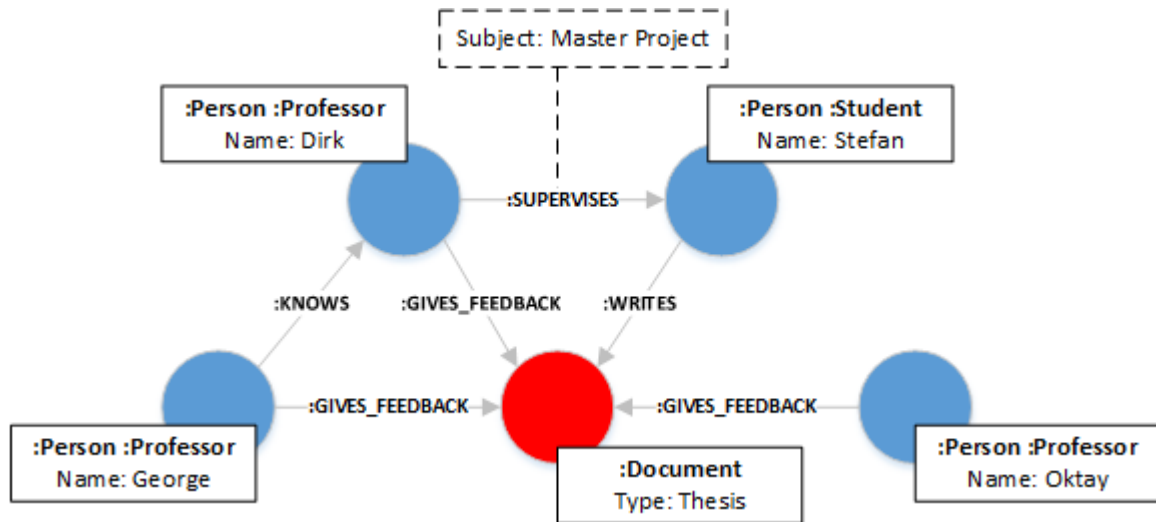 Subject: Master Project
:Person :Professor
Name: Dirk
:Person :Student
Name: Stefan
:SUPERVISES
:KNOWS
:GIVES_FEEDBACK
:WRITES
:GIVES_FEEDBACK
:GIVES_FEEDBACK
:Person :Professor
Name: George
:Document
Type: Thesis
:Person :Professor
Name: Oktay